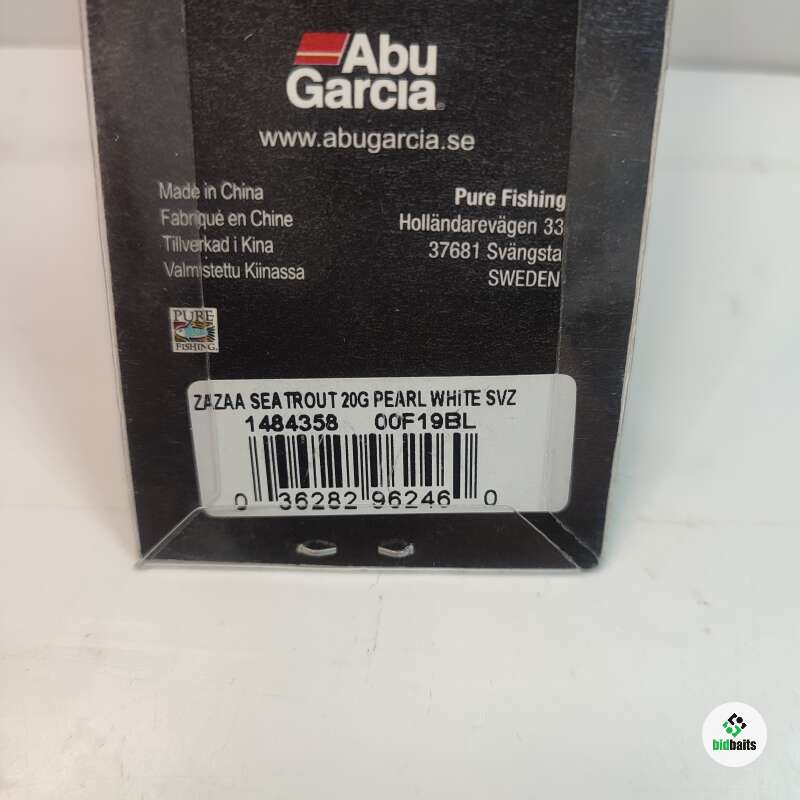 Abu
Garcia
www.abugarcia.se
Made in China
Fabriqué en Chine
Tillverkad i Kina
Valmistettu Kiinassa
Pure Fishing
Holländarevägen 33
37681 Svängsta
SWEDEN
PURE
FISHING
ZAZAA SEATROUT 20G PEARL WHITE SVZ
1484358 00F19BL
0 36282 96246 0
bidbaits